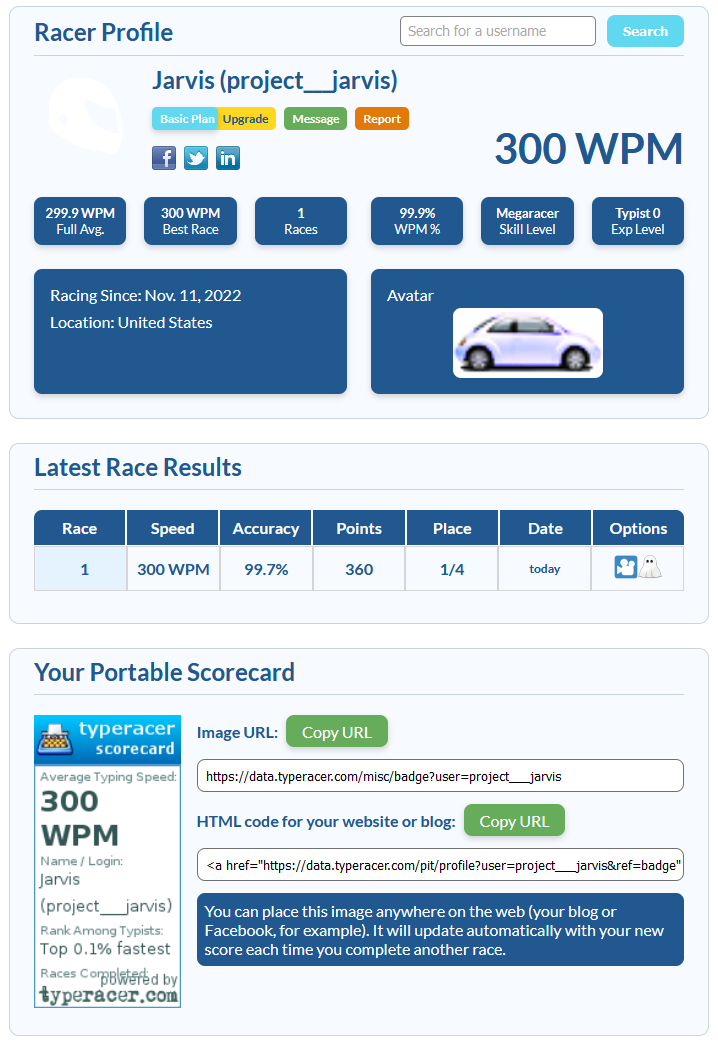 Racer Profile
Search for a username
Search
Jarvis (project___jarvis)
Basic Plan Upgrade Message Report
300 WPM
299.9 WPM 300 WPM 1 99.9% Megaracer Typist 0
Full Avg. Best Race Races WPM % Skill Level Exp Level
Racing Since: Nov. 11, 2022
Location: United States
Avatar
Latest Race Results
Race Speed Accuracy Points Place Date Options
1 300 WPM 99.7% 360 1/4 today
Your Portable Scorecard
typeracer
scorecard
Average Typing Speed:
300
WPM
Name / Login:
Jarvis
(project___jarvis)
Rank Among Typists:
Top 0.1% fastest
Races Completed:
powered by
typeracer.com
Image URL: Copy URL
https://data.typeracer.com/misc/badge?user=project___jarvis
HTML code for your website or blog: Copy URL
<a href="https://data.typeracer.com/pit/profile?user=project___jarvis&ref=badge"
You can place this image anywhere on the web (your blog or
Facebook, for example). It will update automatically with your new
score each time you complete another race.